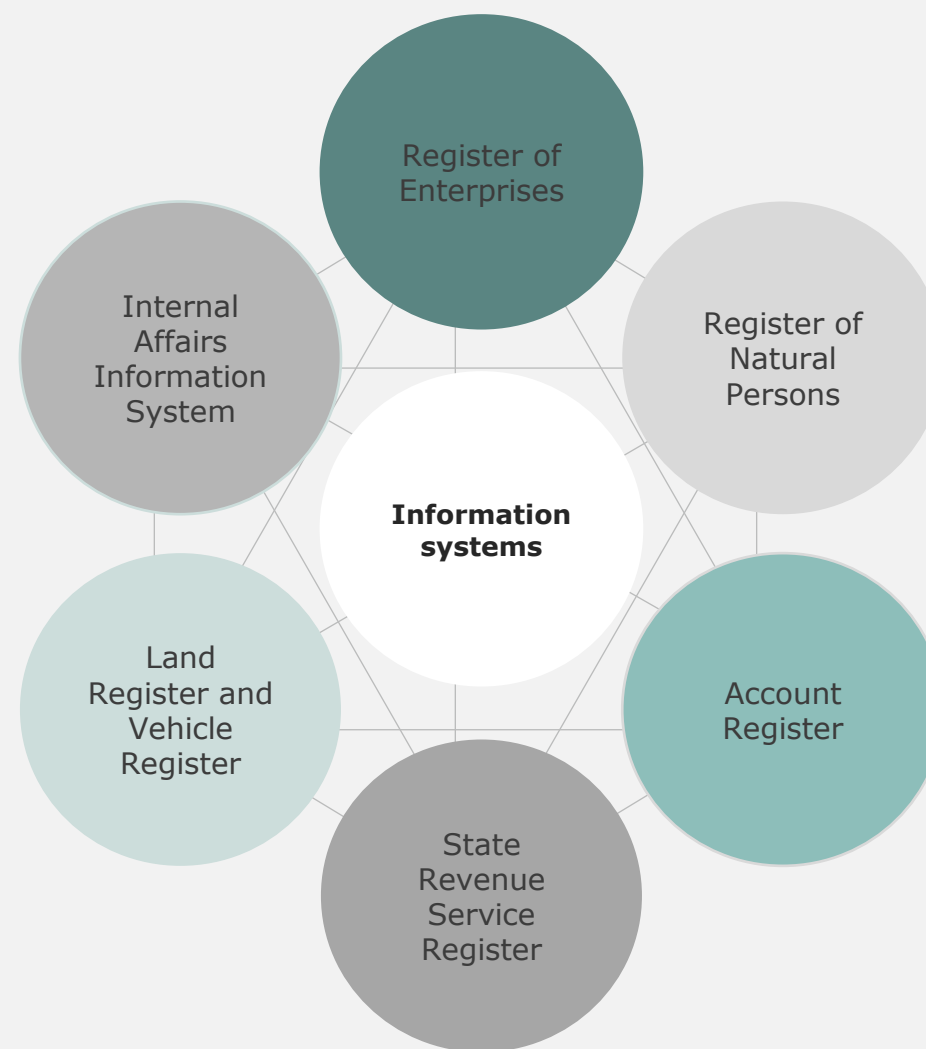 Register of
Enterprises
Internal
Affairs
Information
System
Register of
Natural
Persons
Information
systems
Land
Register and
Vehicle
Register
Account
Register
State
Revenue
Service
Register